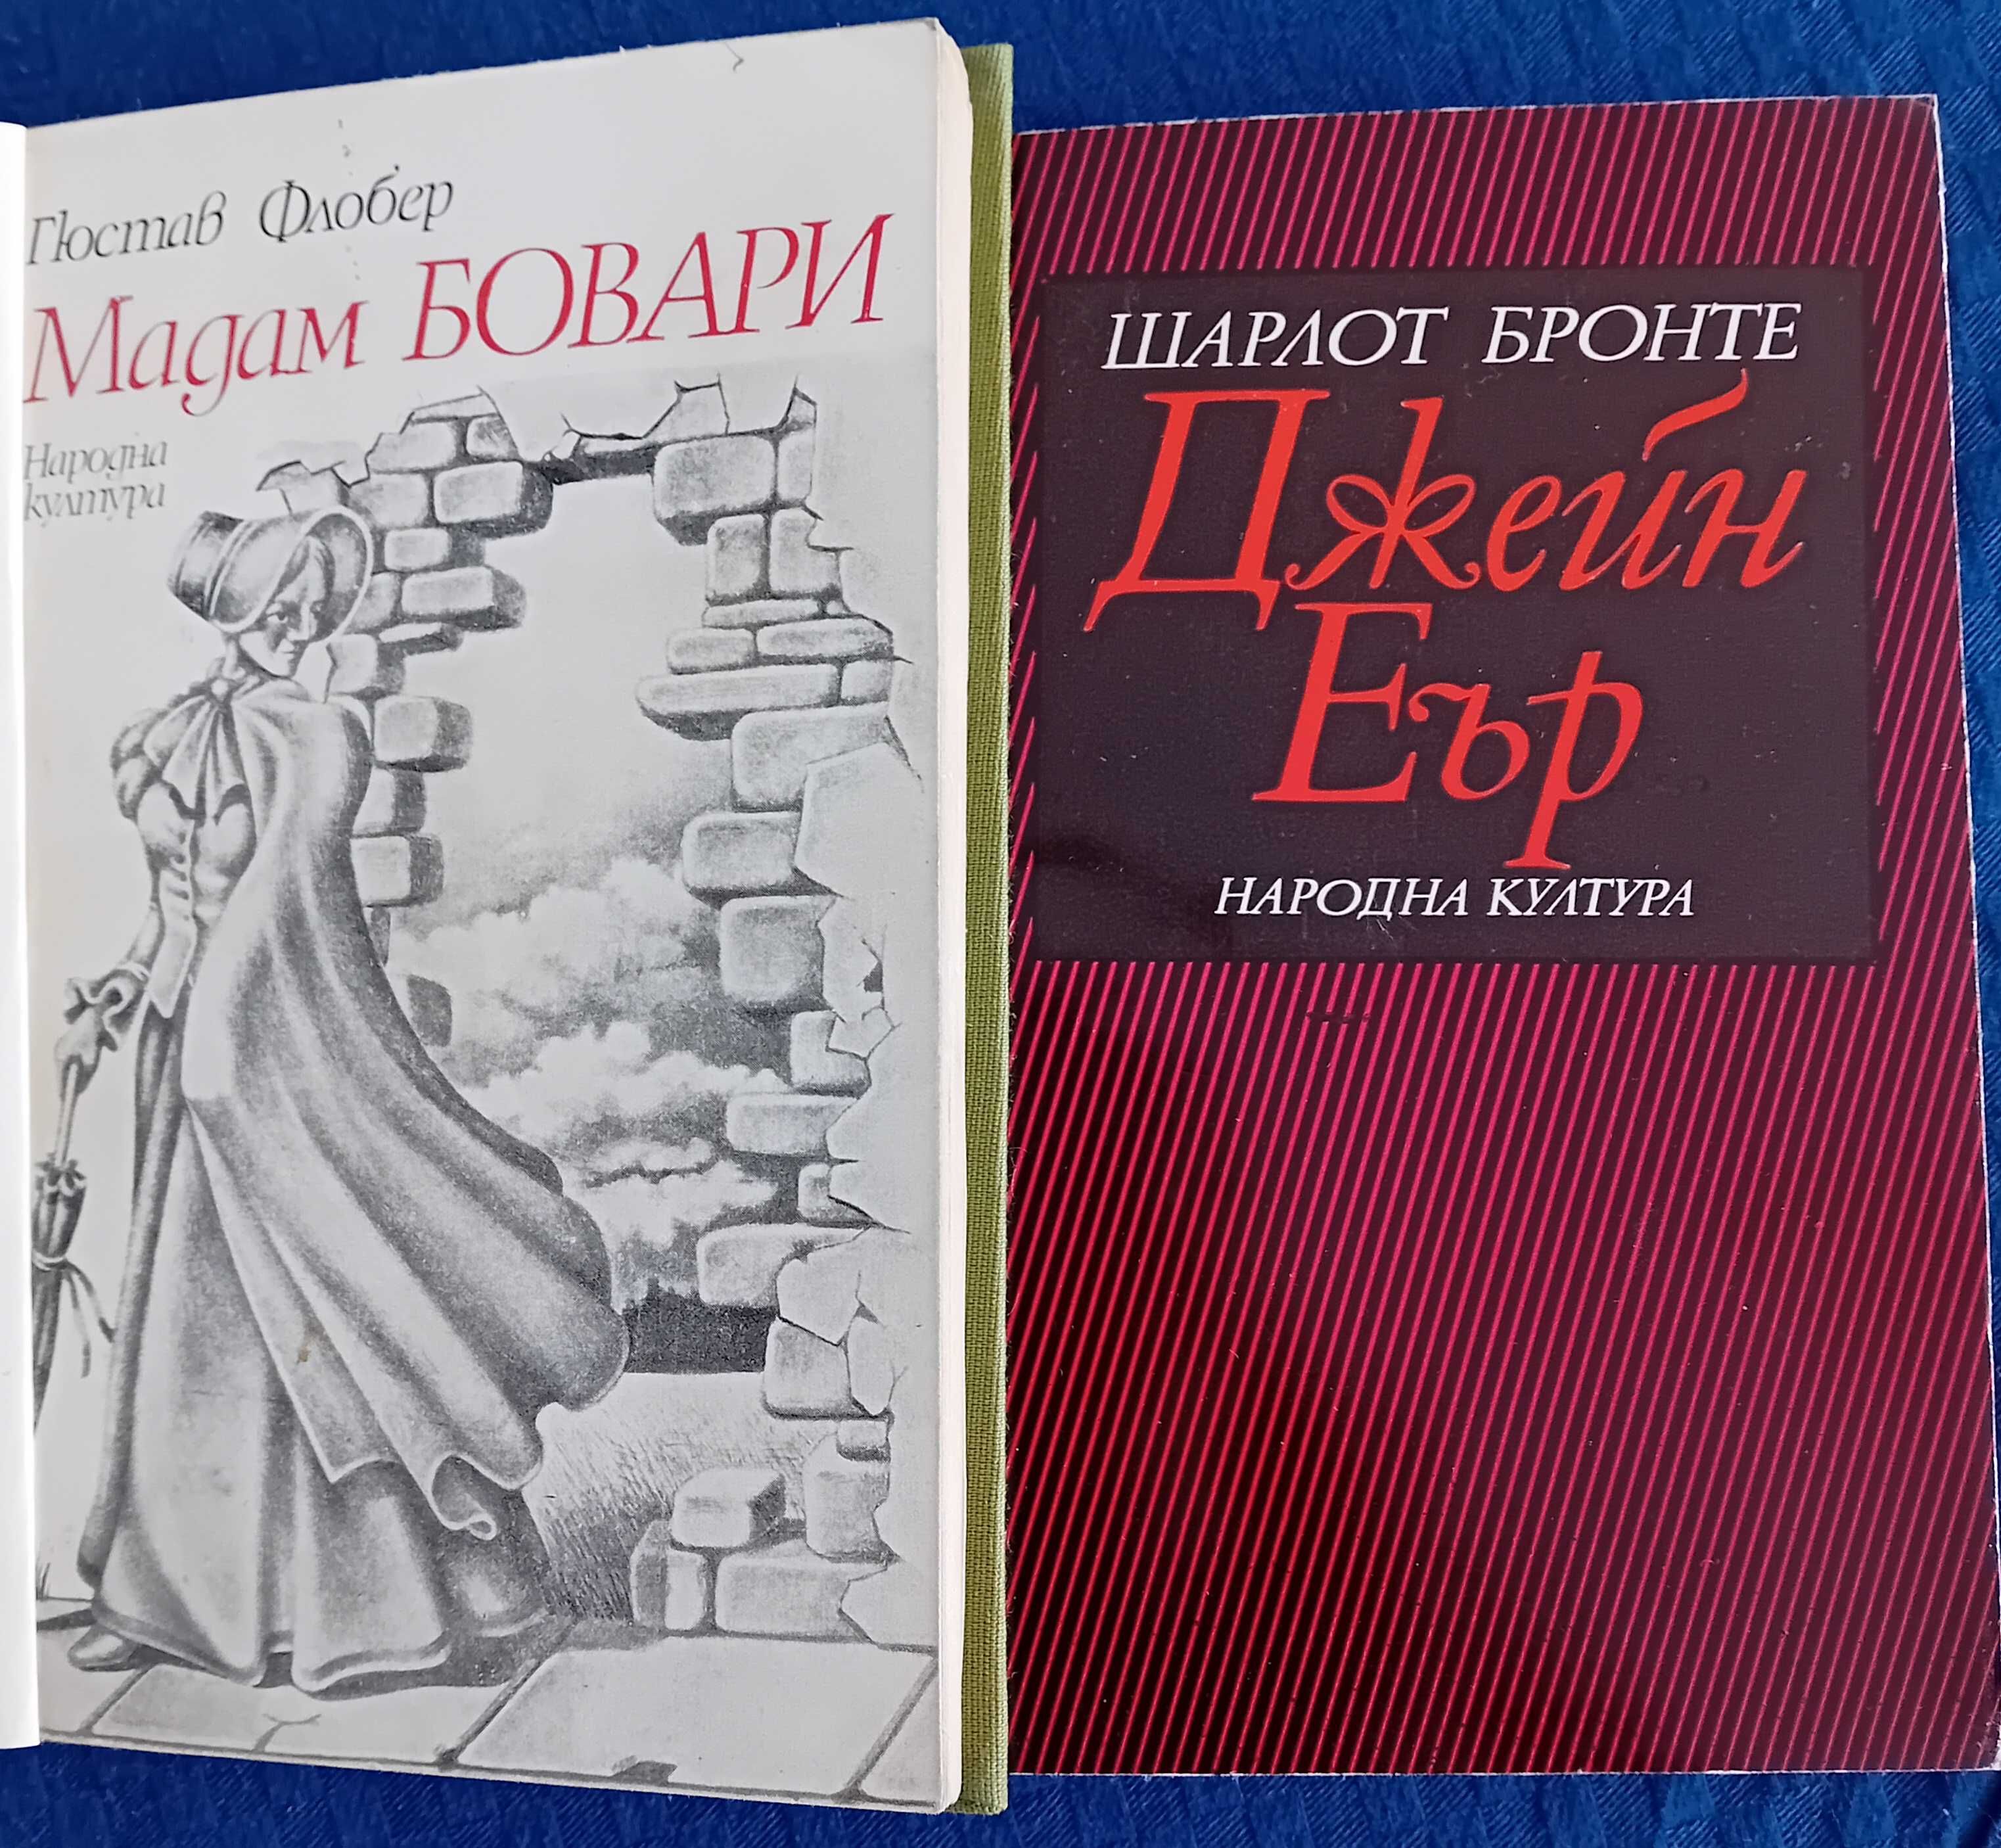 Гюстав Флобер
Мадам БОВАРИ
Народна
култура
ШАРЛОТ БРОНТЕ
Джейн
Еър
НАРОДНА КУЛТУРА